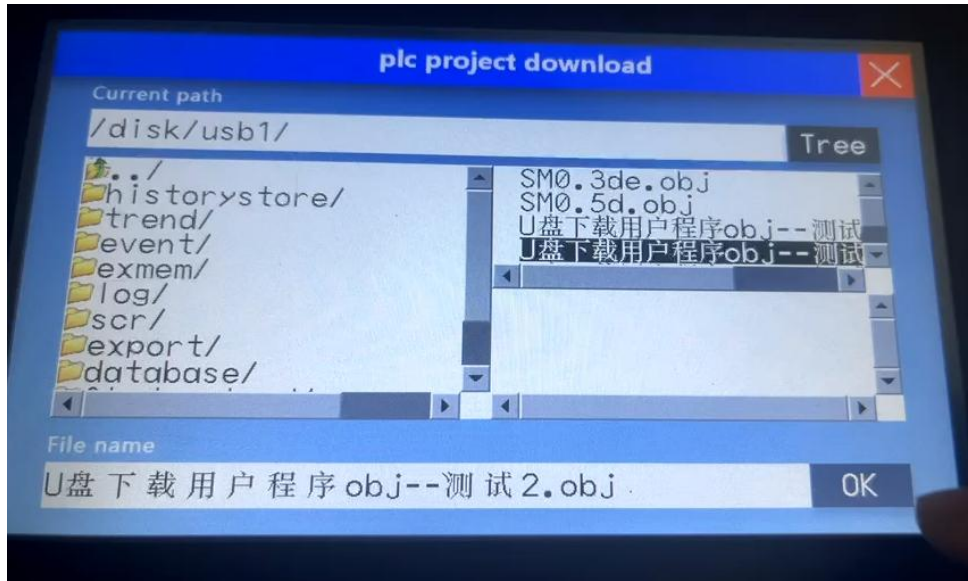 plc project download
Current path
/disk/usb1/
Tree
../
historystore/
trend/
event/
exmem/
log/
scr/
export/
database/
SM0.3de.obj
SM0.5d.obj
U盘下载用户程序obj--测试
U盘下载用户程序obj--测试
File name
U盘下载用户程序obj--测试2.obj
OK